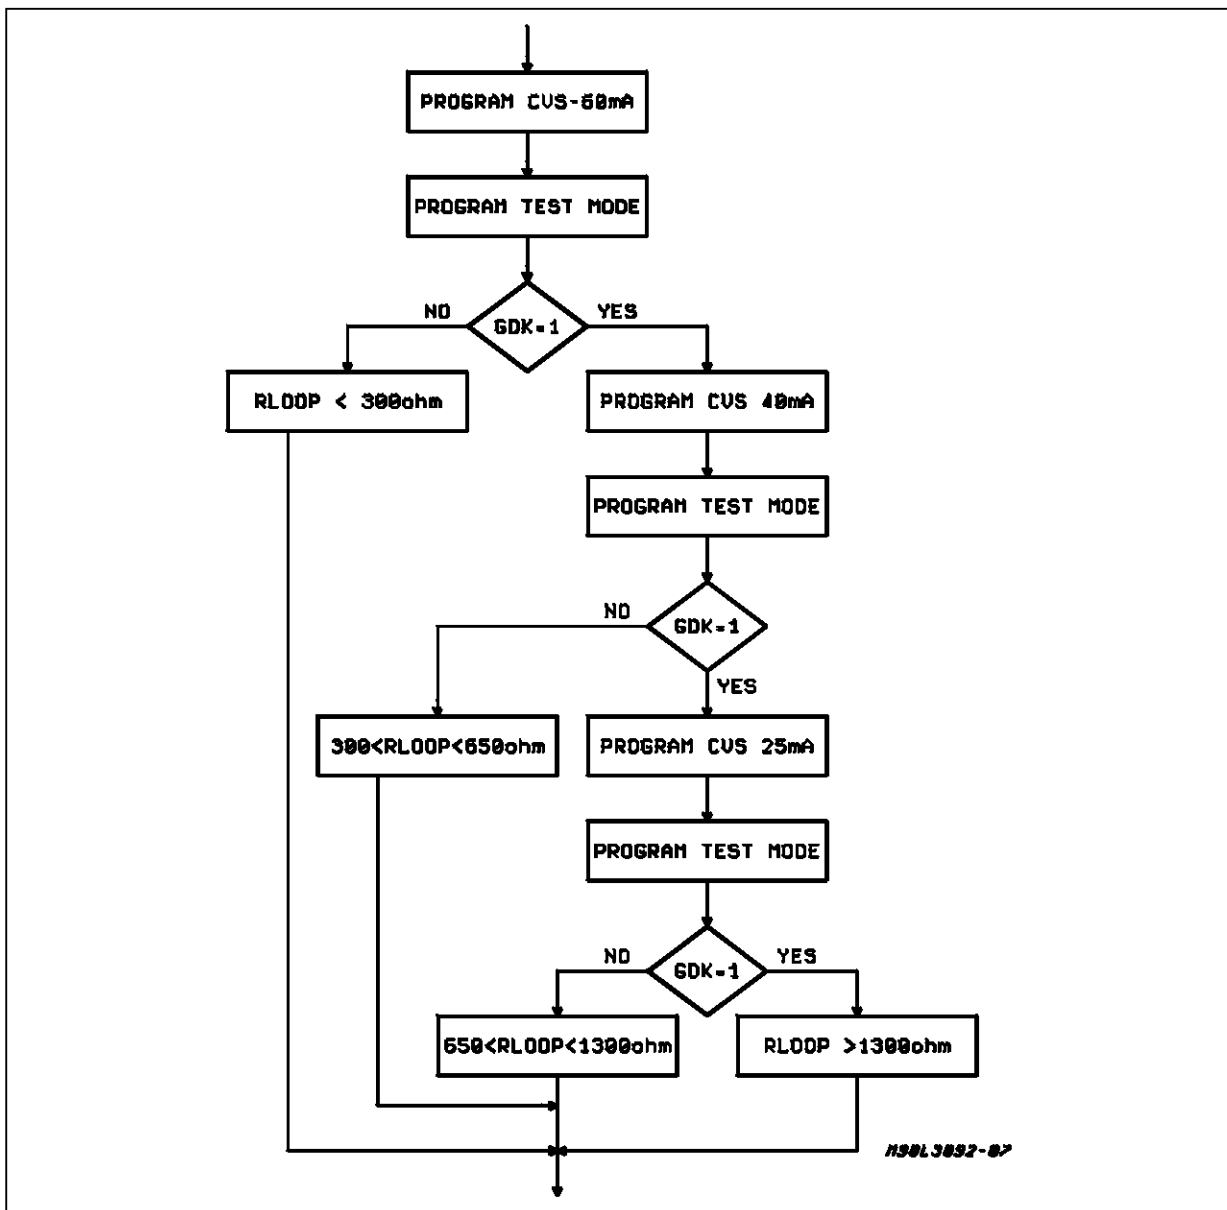 PROGRAM CVS-60mA
PROGRAM TEST MODE
NO
GDK=1
YES
RLOOP < 300ohm
PROGRAM CVS 40mA
PROGRAM TEST MODE
NO
GDK=1
YES
300<RLOOP<650ohm
PROGRAM CVS 25mA
PROGRAM TEST MODE
NO
GDK=1
YES
650<RLOOP<1300ohm
RLOOP >1300ohm
M90L3092-07